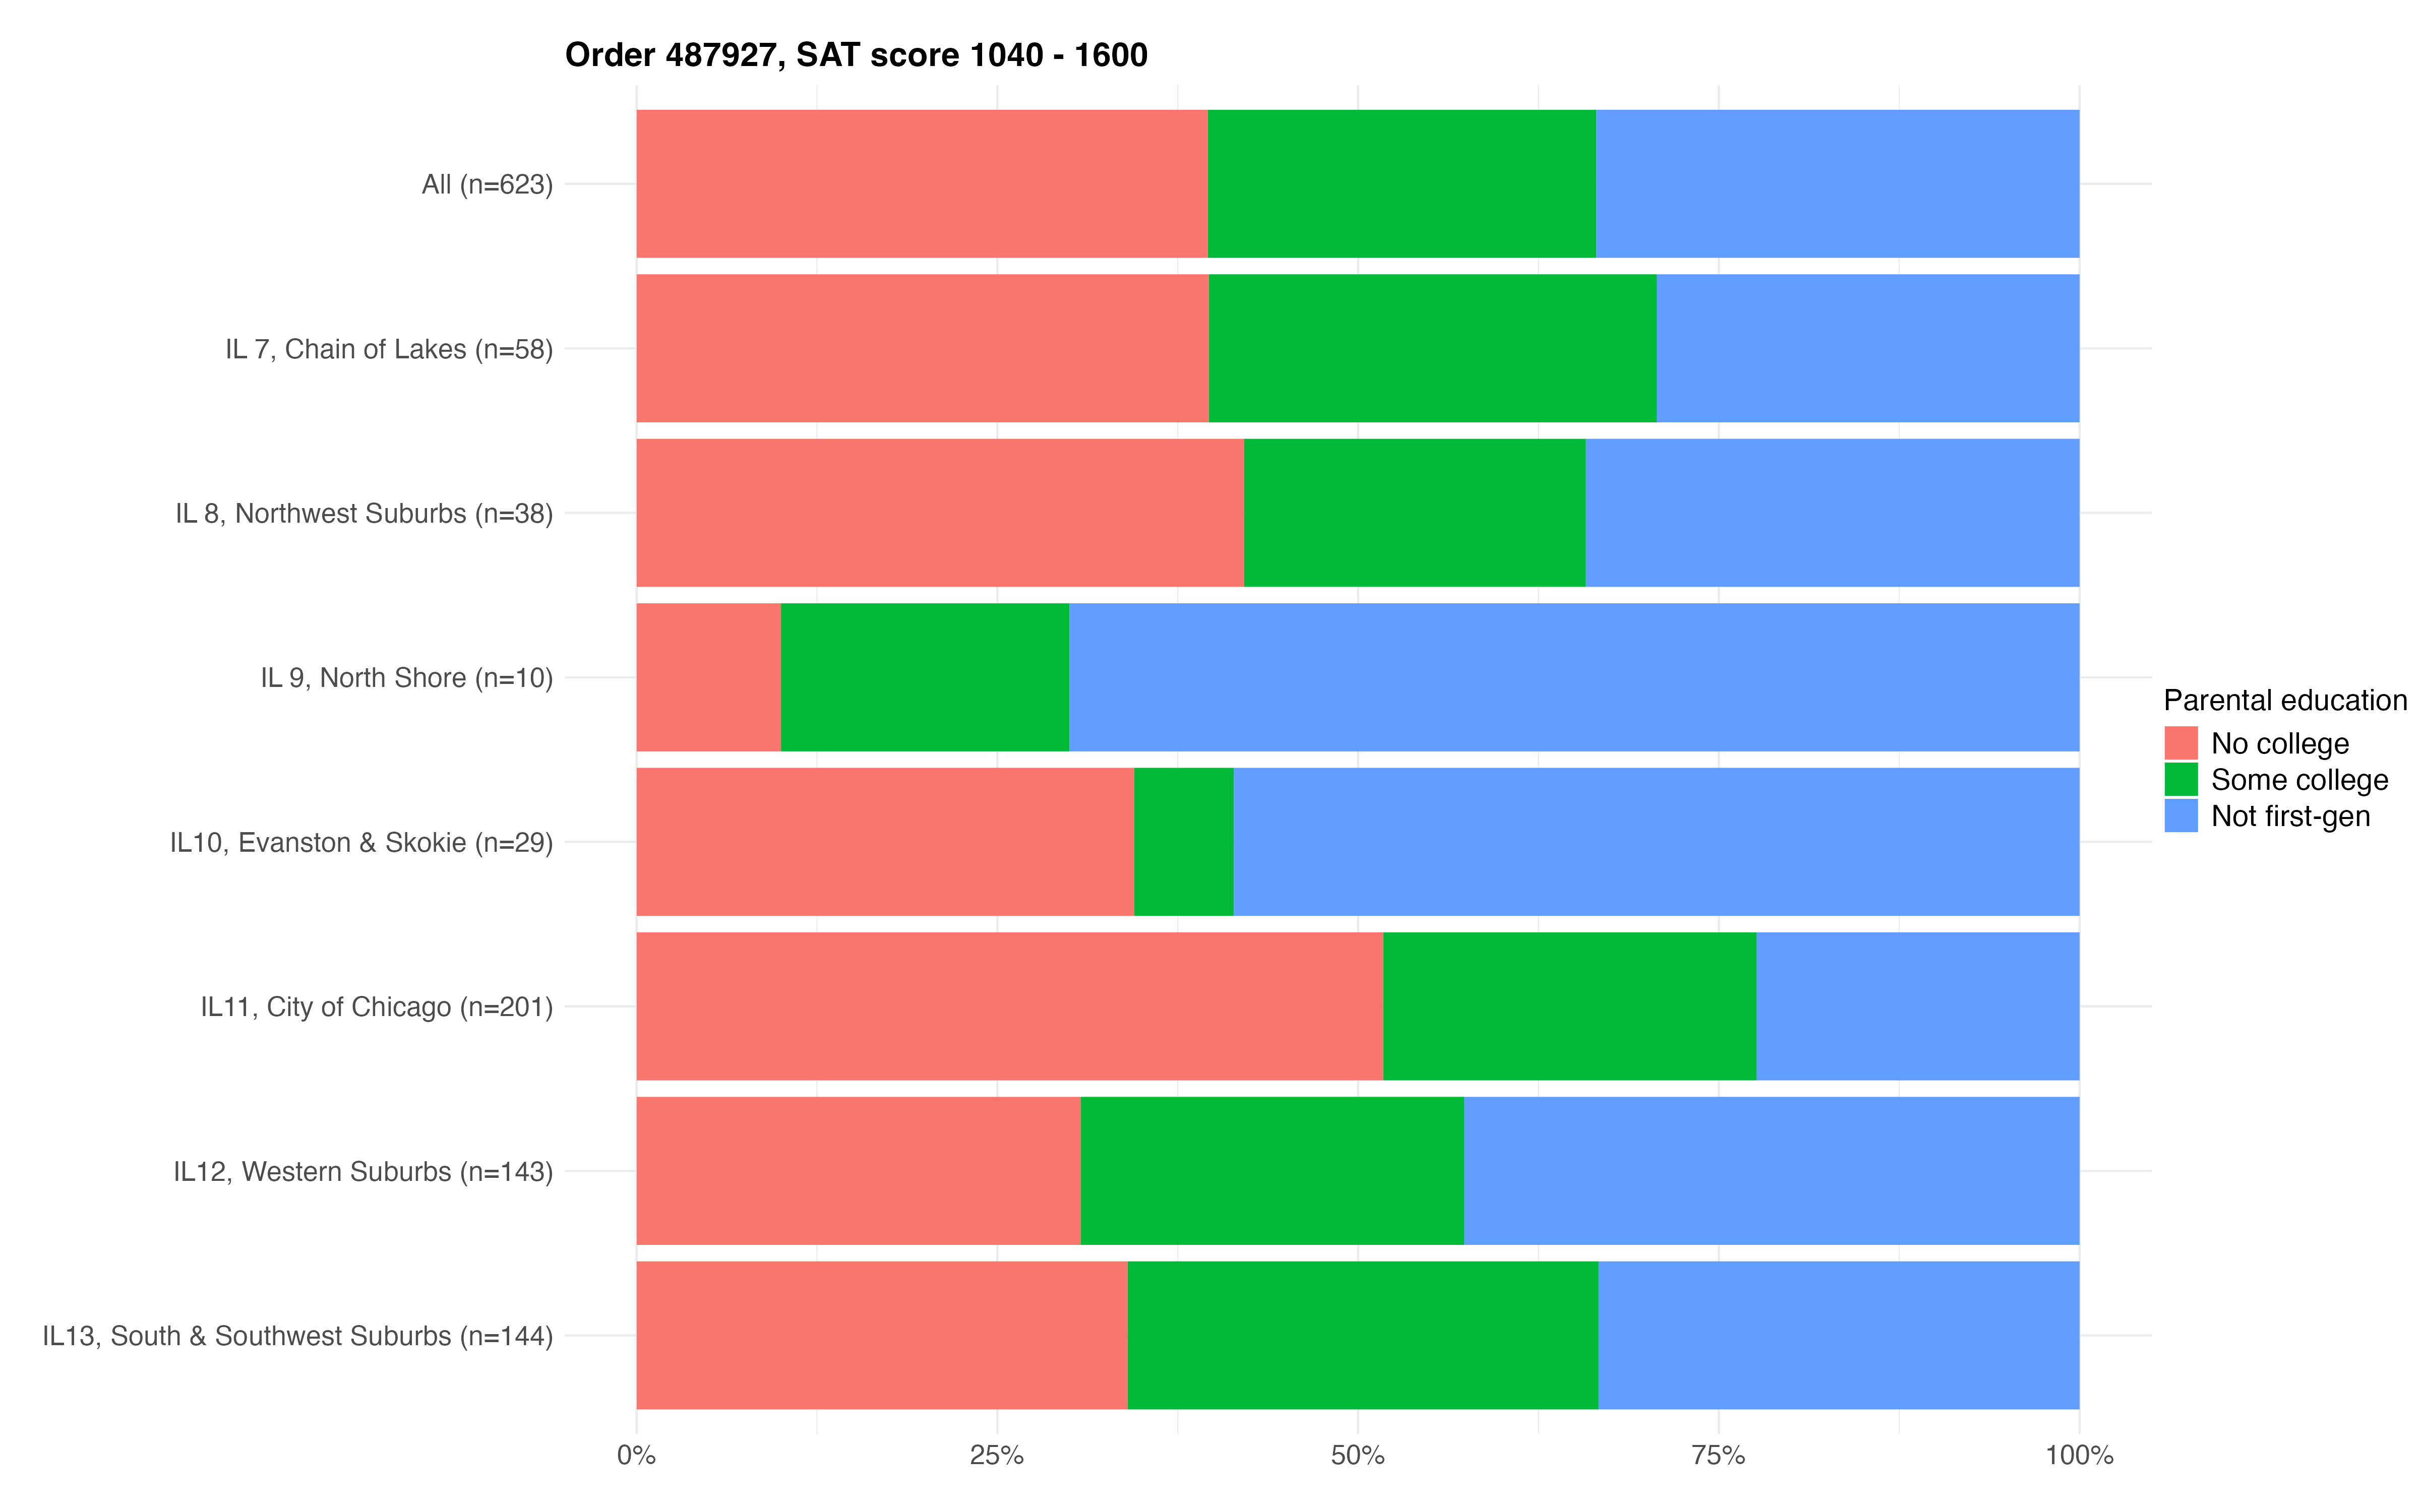 Order 487927, SAT score 1040 - 1600
All (n=623)
IL 7, Chain of Lakes (n=58)
IL 8, Northwest Suburbs (n=38)
IL 9, North Shore (n=10)
IL10, Evanston & Skokie (n=29)
IL11, City of Chicago (n=201)
IL12, Western Suburbs (n=143)
IL13, South & Southwest Suburbs (n=144)
0% 25% 50% 75% 100%
Parental education
No college
Some college
Not first-gen